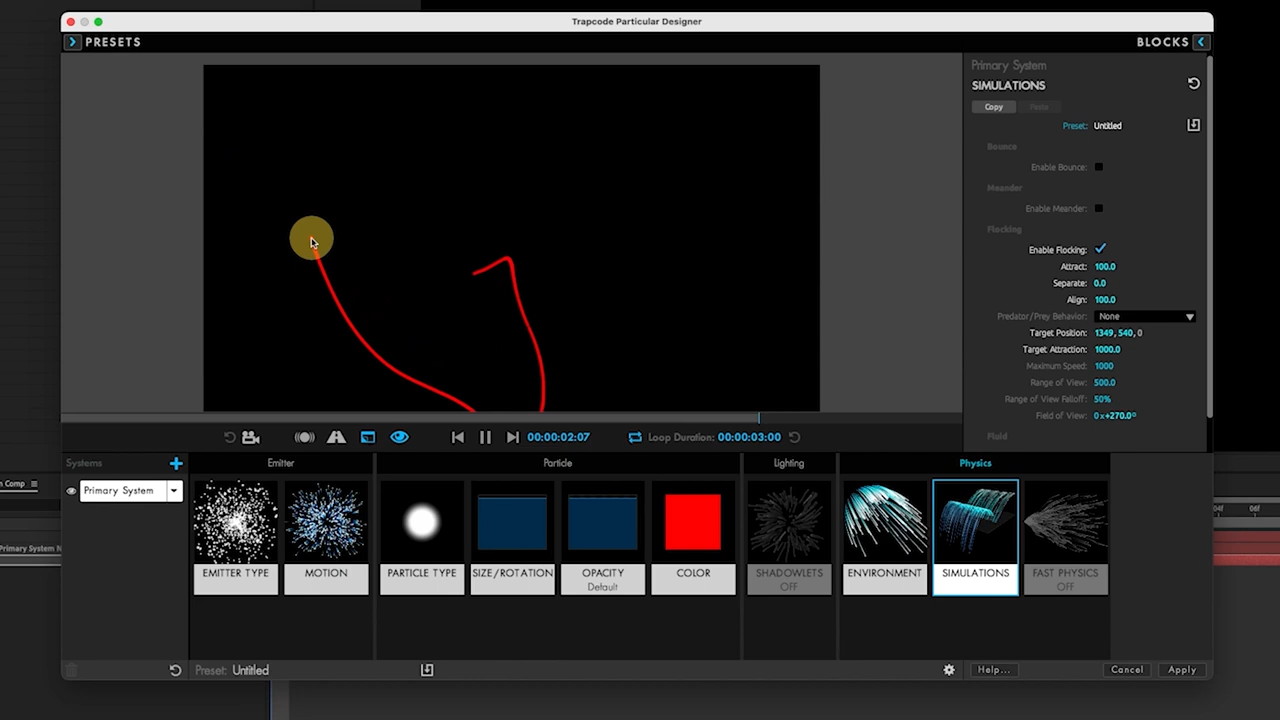 Trapcode Particular Designer
PRESETS
BLOCKS
Primary System
SIMULATIONS
Copy
Paste
Preset: Untitled
Bounce
Enable Bounce:
Meander
Enable Meander:
Flocking
Enable Flocking:
Attract: 100.0
Separate: 0.0
Align: 100.0
Predator/Prey Behavior: None
Target Position: 1349, 540, 0
Target Attraction: 1000.0
Maximum Speed: 1000
Range of View: 500.0
Range of View Falloff: 50%
Field of View: 0x+270.0°
Fluid
00:00:02:07
Loop Duration: 00:00:03:00
Systems
Emitter
Particle
Lighting
Physics
Primary System
EMITTER TYPE
MOTION
PARTICLE TYPE
SIZE/ROTATION
OPACITY
Default
COLOR
SHADOWLETS
OFF
ENVIRONMENT
SIMULATIONS
FAST PHYSICS
OFF
Preset: Untitled
Help...
Cancel
Apply
Comp
Primary System N
04f
06f